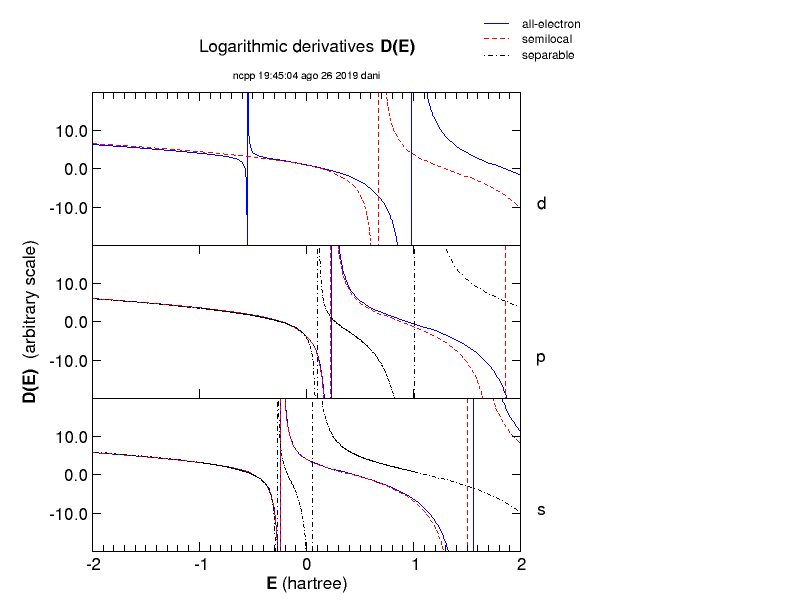 all-electron
semilocal
separable
Logarithmic derivatives D(E)
ncpp 19:45:04 ago 26 2019 dani
10.0
0.0
-10.0
d
10.0
0.0
-10.0
p
10.0
0.0
-10.0
s
D(E) (arbitrary scale)
-2 -1 0 1 2
E (hartree)